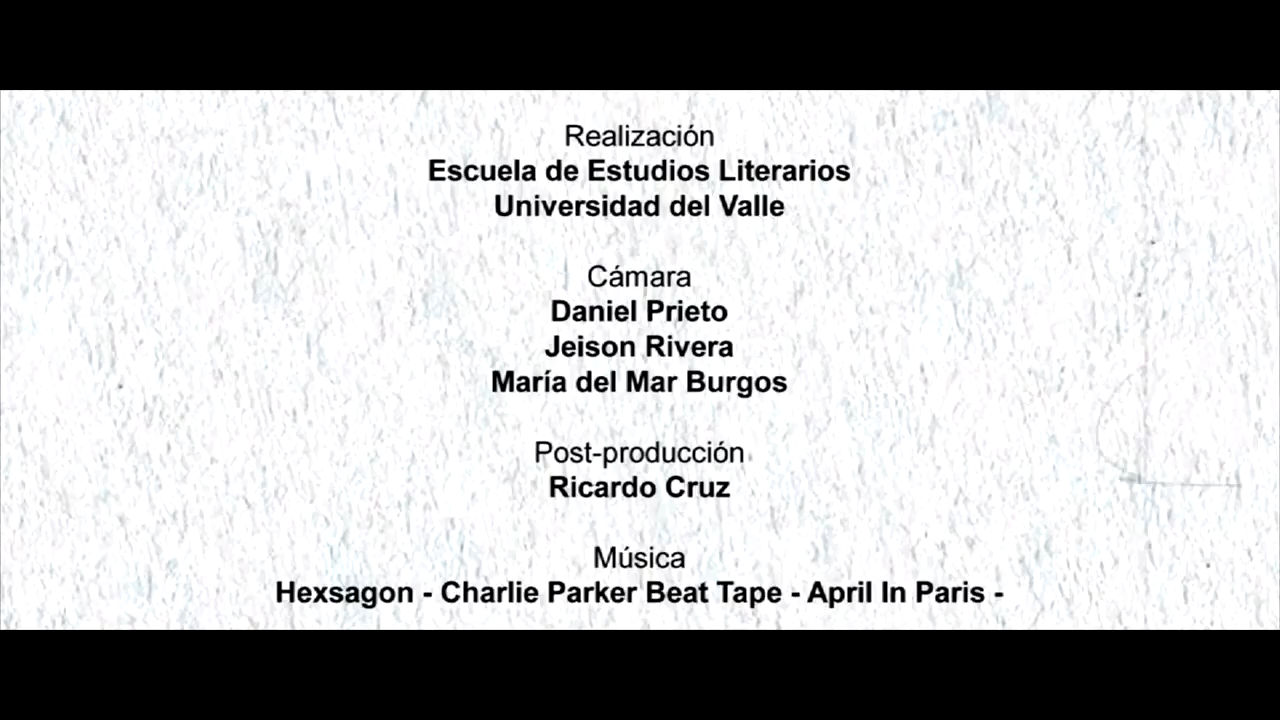 Realización
Escuela de Estudios Literarios
Universidad del Valle
Cámara
Daniel Prieto
Jeison Rivera
María del Mar Burgos
Post-producción
Ricardo Cruz
Música
Hexsagon - Charlie Parker Beat Tape - April In Paris -